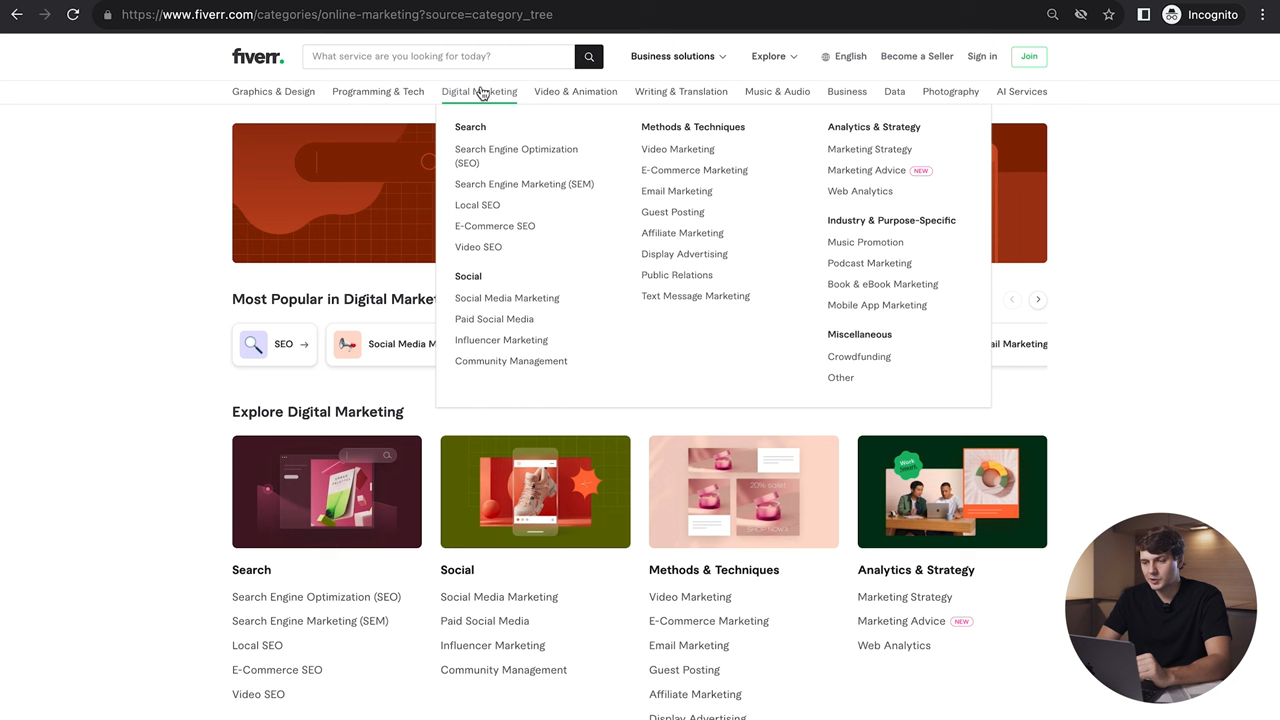 https://www.fiverr.com/categories/online-marketing?source=category_tree
Incognito
fiverr.
What service are you looking for today?
Business solutions
Explore
English
Become a Seller
Sign in
Join
Graphics & Design
Programming & Tech
Digital Marketing
Video & Animation
Writing & Translation
Music & Audio
Business
Data
Photography
AI Services
Search
Search Engine Optimization
(SEO)
Search Engine Marketing (SEM)
Local SEO
E-Commerce SEO
Video SEO
Social
Social Media Marketing
Paid Social Media
Influencer Marketing
Community Management
Methods & Techniques
Video Marketing
E-Commerce Marketing
Email Marketing
Guest Posting
Affiliate Marketing
Display Advertising
Public Relations
Text Message Marketing
Analytics & Strategy
Marketing Strategy
Marketing Advice NEW
Web Analytics
Industry & Purpose-Specific
Music Promotion
Podcast Marketing
Book & eBook Marketing
Mobile App Marketing
Miscellaneous
Crowdfunding
Other
Most Popular in Digital Market
SEO
Social Media M
ail Marketing
Explore Digital Marketing
20% sale!
SHOP NOW
Search
Search Engine Optimization (SEO)
Search Engine Marketing (SEM)
Local SEO
E-Commerce SEO
Video SEO
Social
Social Media Marketing
Paid Social Media
Influencer Marketing
Community Management
Methods & Techniques
Video Marketing
E-Commerce Marketing
Email Marketing
Guest Posting
Affiliate Marketing
Display Advertising
Analytics & Strategy
Marketing Strategy
Marketing Advice NEW
Web Analytics